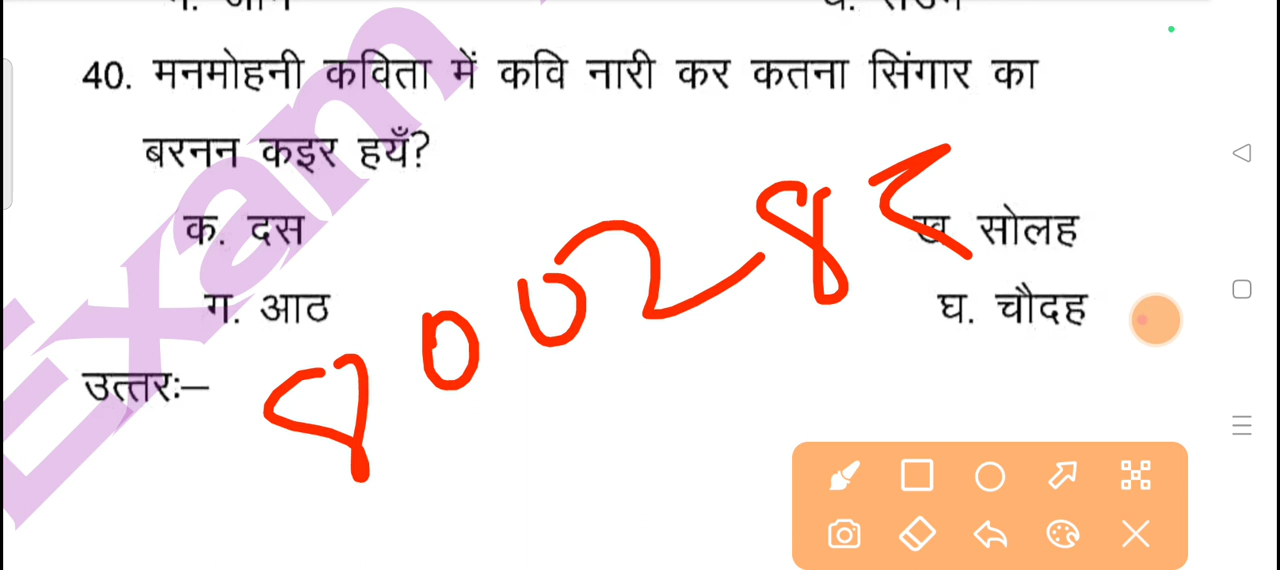 40. मनमोहनी कविता में कवि नारी कर कतना सिंगार का
बरनन कइर हयँ?
क. दस ख. सोलह
ग. आठ घ. चौदह
उत्तरः–
Exam